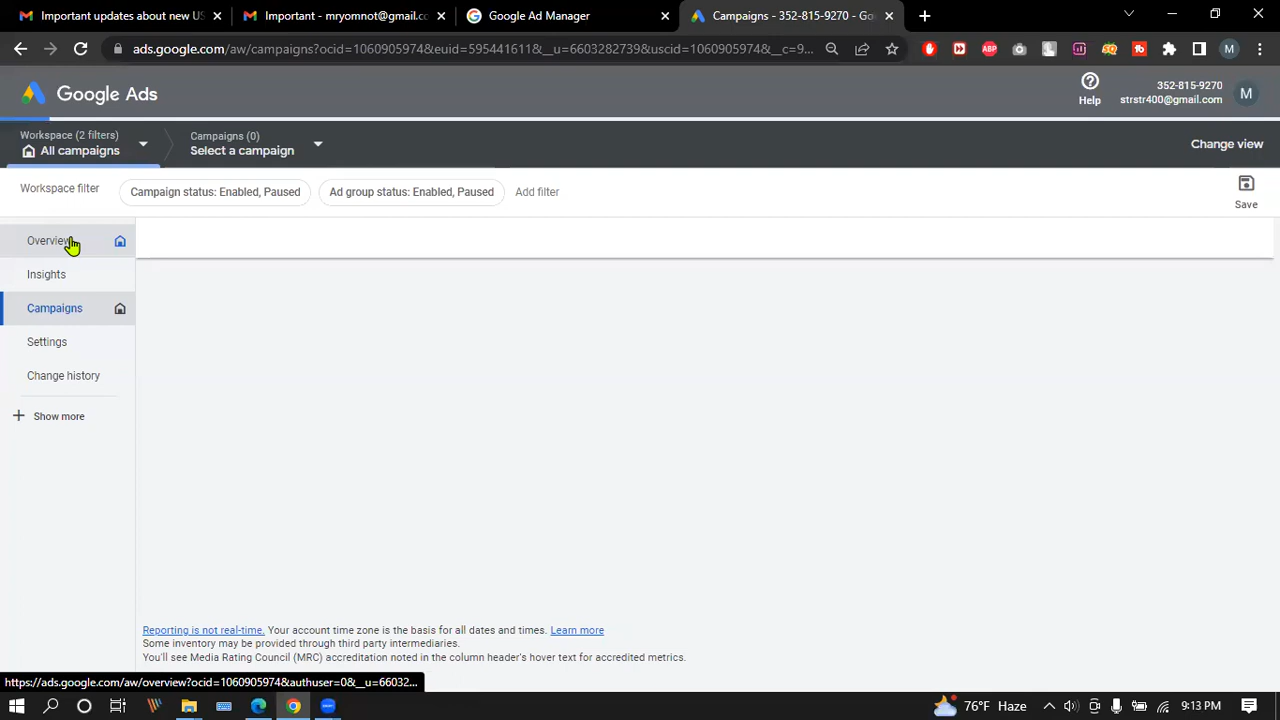 Important updates about new US
Important - mryomnot@gmail.co
Google Ad Manager
Campaigns - 352-815-9270 - Goo
ads.google.com/aw/campaigns?ocid=1060905974&euid=595441611&__u=6603282739&uscid=1060905974&__c=9...
ABP
M
Google Ads
Help
352-815-9270
strstr400@gmail.com
M
Workspace (2 filters)
All campaigns
Campaigns (0)
Select a campaign
Change view
Workspace filter
Campaign status: Enabled, Paused
Ad group status: Enabled, Paused
Add filter
Save
Overview
Insights
Campaigns
Settings
Change history
Show more
Reporting is not real-time. Your account time zone is the basis for all dates and times. Learn more
Some inventory may be provided through third party intermediaries.
You'll see Media Rating Council (MRC) accreditation noted in the column header's hover text for accredited metrics.
https://ads.google.com/aw/overview?ocid=1060905974&authuser=0&__u=66032...
76°F Haze
9:13 PM